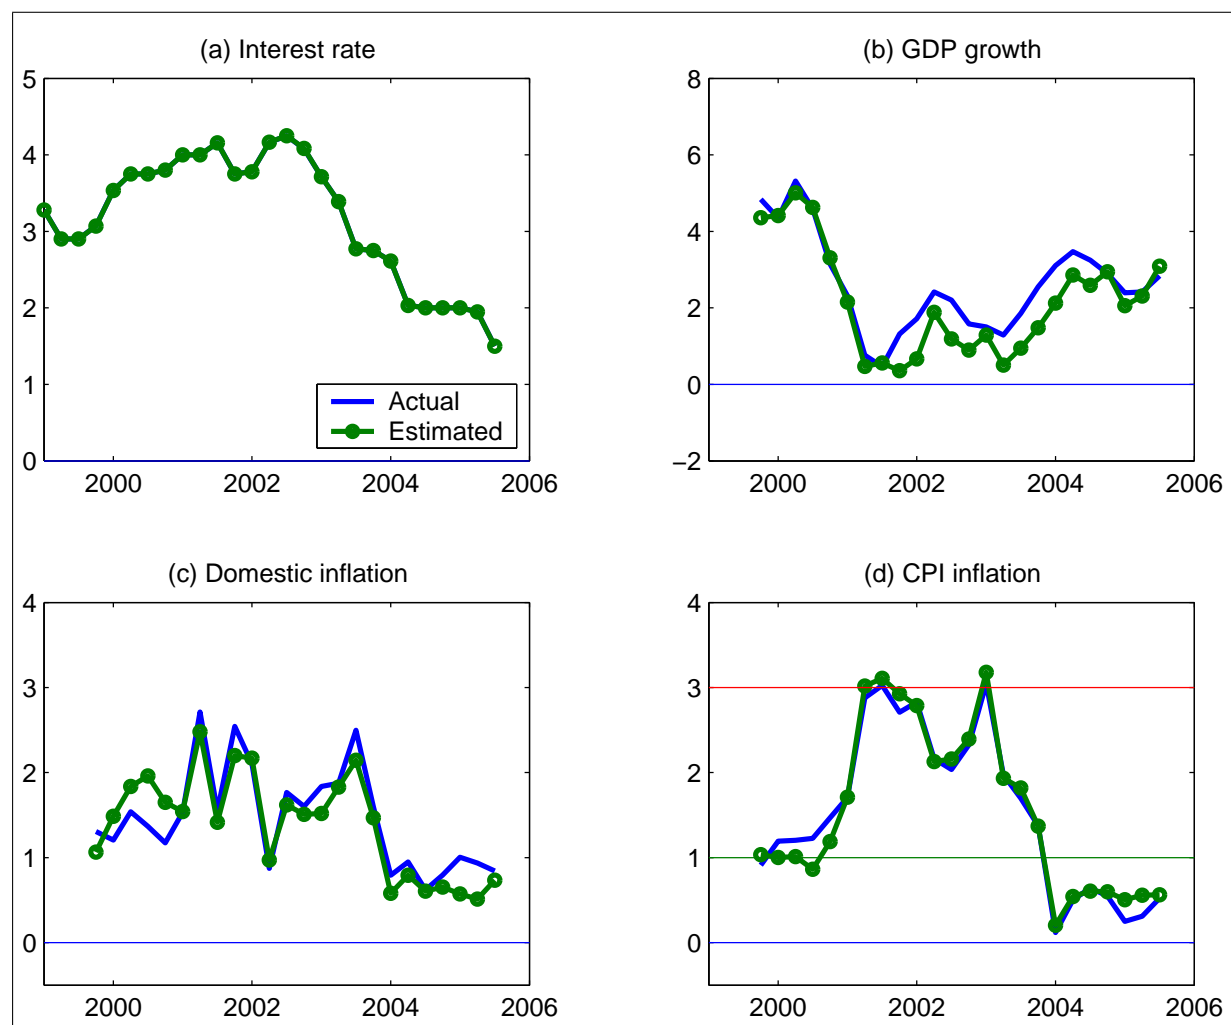 (a) Interest rate
5
4
3
2
1
0
2000 2002 2004 2006
Actual
Estimated
(b) GDP growth
8
6
4
2
0
−2
2000 2002 2004 2006
(c) Domestic inflation
4
3
2
1
0
2000 2002 2004 2006
(d) CPI inflation
4
3
2
1
0
2000 2002 2004 2006